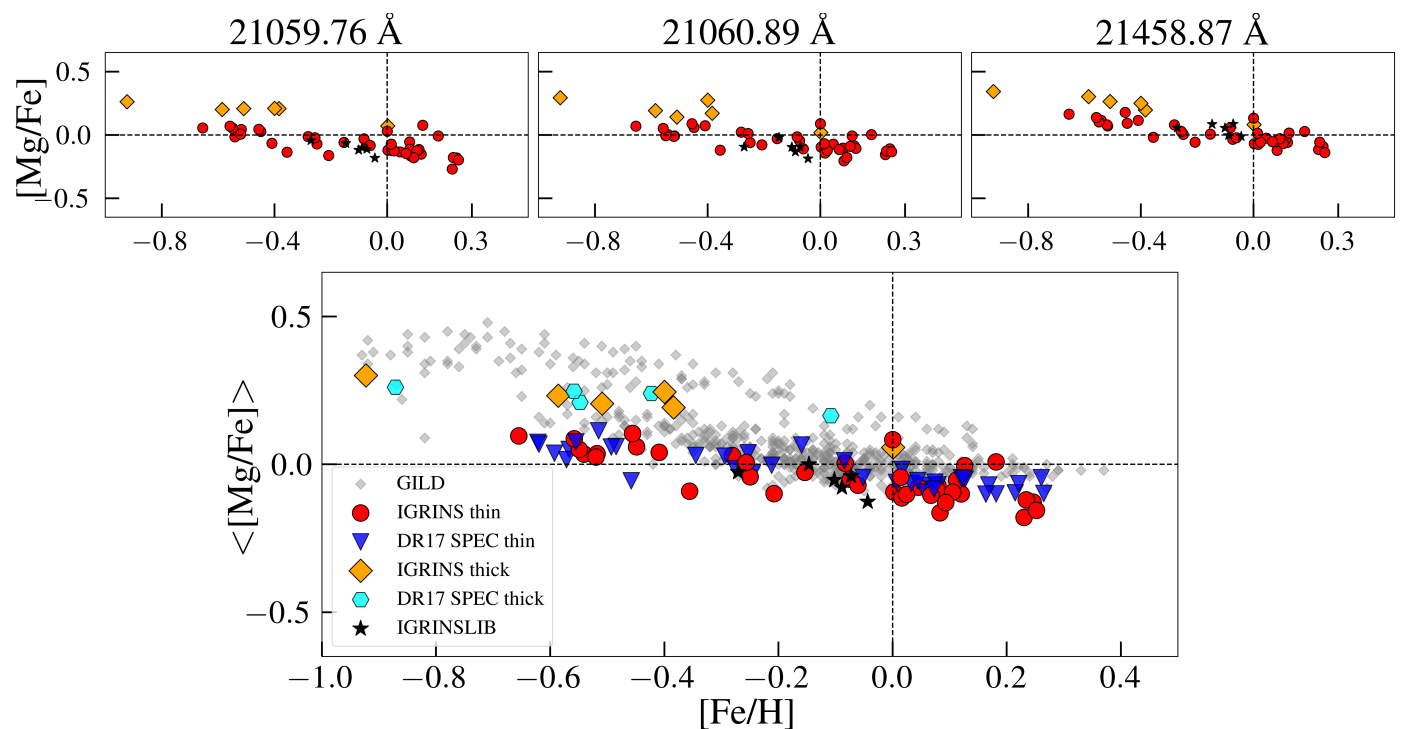 21059.76 Å 21060.89 Å 21458.87 Å
[Mg/Fe]
0.5
0.0
−0.5
−0.8 −0.4 0.0 0.3 −0.8 −0.4 0.0 0.3 −0.8 −0.4 0.0 0.3
<[Mg/Fe]>
0.5
0.0
−0.5
GILD
IGRINS thin
DR17 SPEC thin
IGRINS thick
DR17 SPEC thick
IGRINSLIB
−1.0 −0.8 −0.6 −0.4 −0.2 0.0 0.2 0.4
[Fe/H]